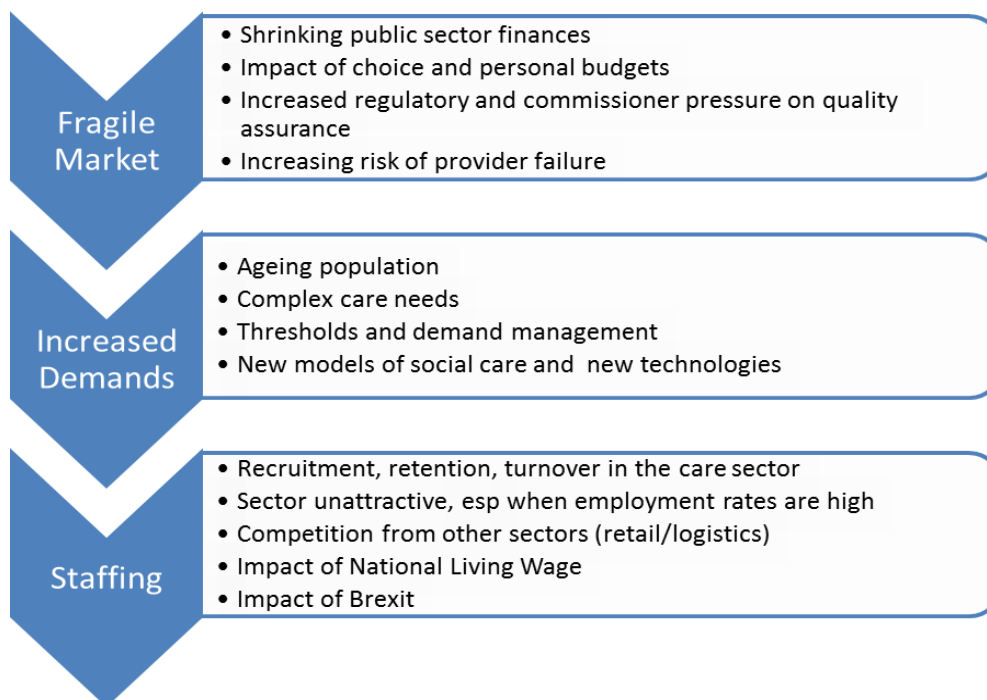 Fragile
Market
• Shrinking public sector finances
• Impact of choice and personal budgets
• Increased regulatory and commissioner pressure on quality
assurance
• Increasing risk of provider failure
Increased
Demands
• Ageing population
• Complex care needs
• Thresholds and demand management
• New models of social care and  new technologies
Staffing
• Recruitment, retention, turnover in the care sector
• Sector unattractive, esp when employment rates are high
• Competition from other sectors (retail/logistics)
• Impact of National Living Wage
• Impact of Brexit